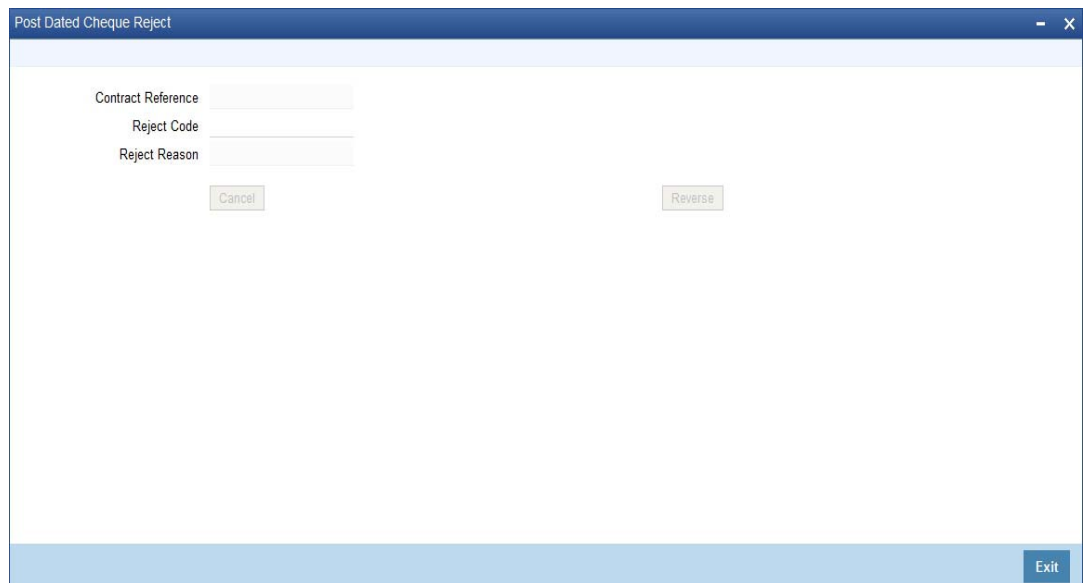 Post Dated Cheque Reject
Contract Reference
Reject Code
Reject Reason
Cancel Reverse
Exit